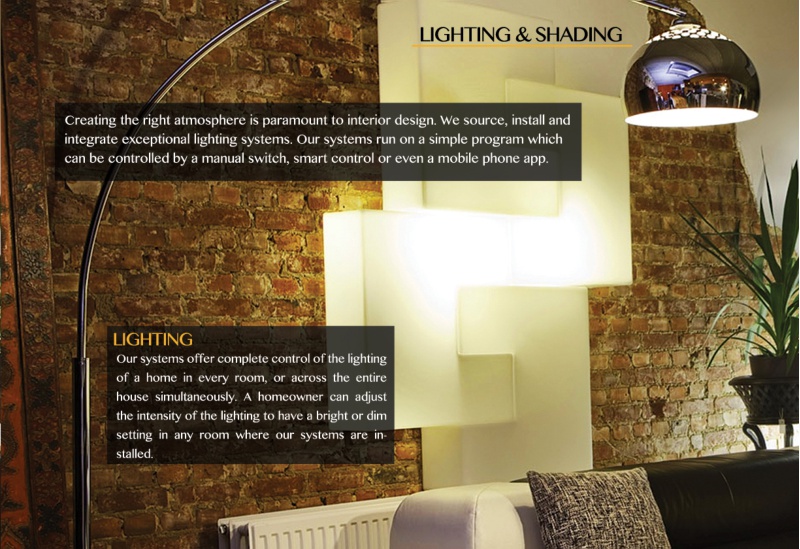 LIGHTING & SHADING
Creating the right atmosphere is paramount to interior design. We source, install and
integrate exceptional lighting systems. Our systems run on a simple program which
can be controlled by a manual switch, smart control or even a mobile phone app.
LIGHTING
Our systems offer complete control of the lighting
of a home in every room, or across the entire
house simultaneously. A homeowner can adjust
the intensity of the lighting to have a bright or dim
setting in any room where our systems are in-
stalled.